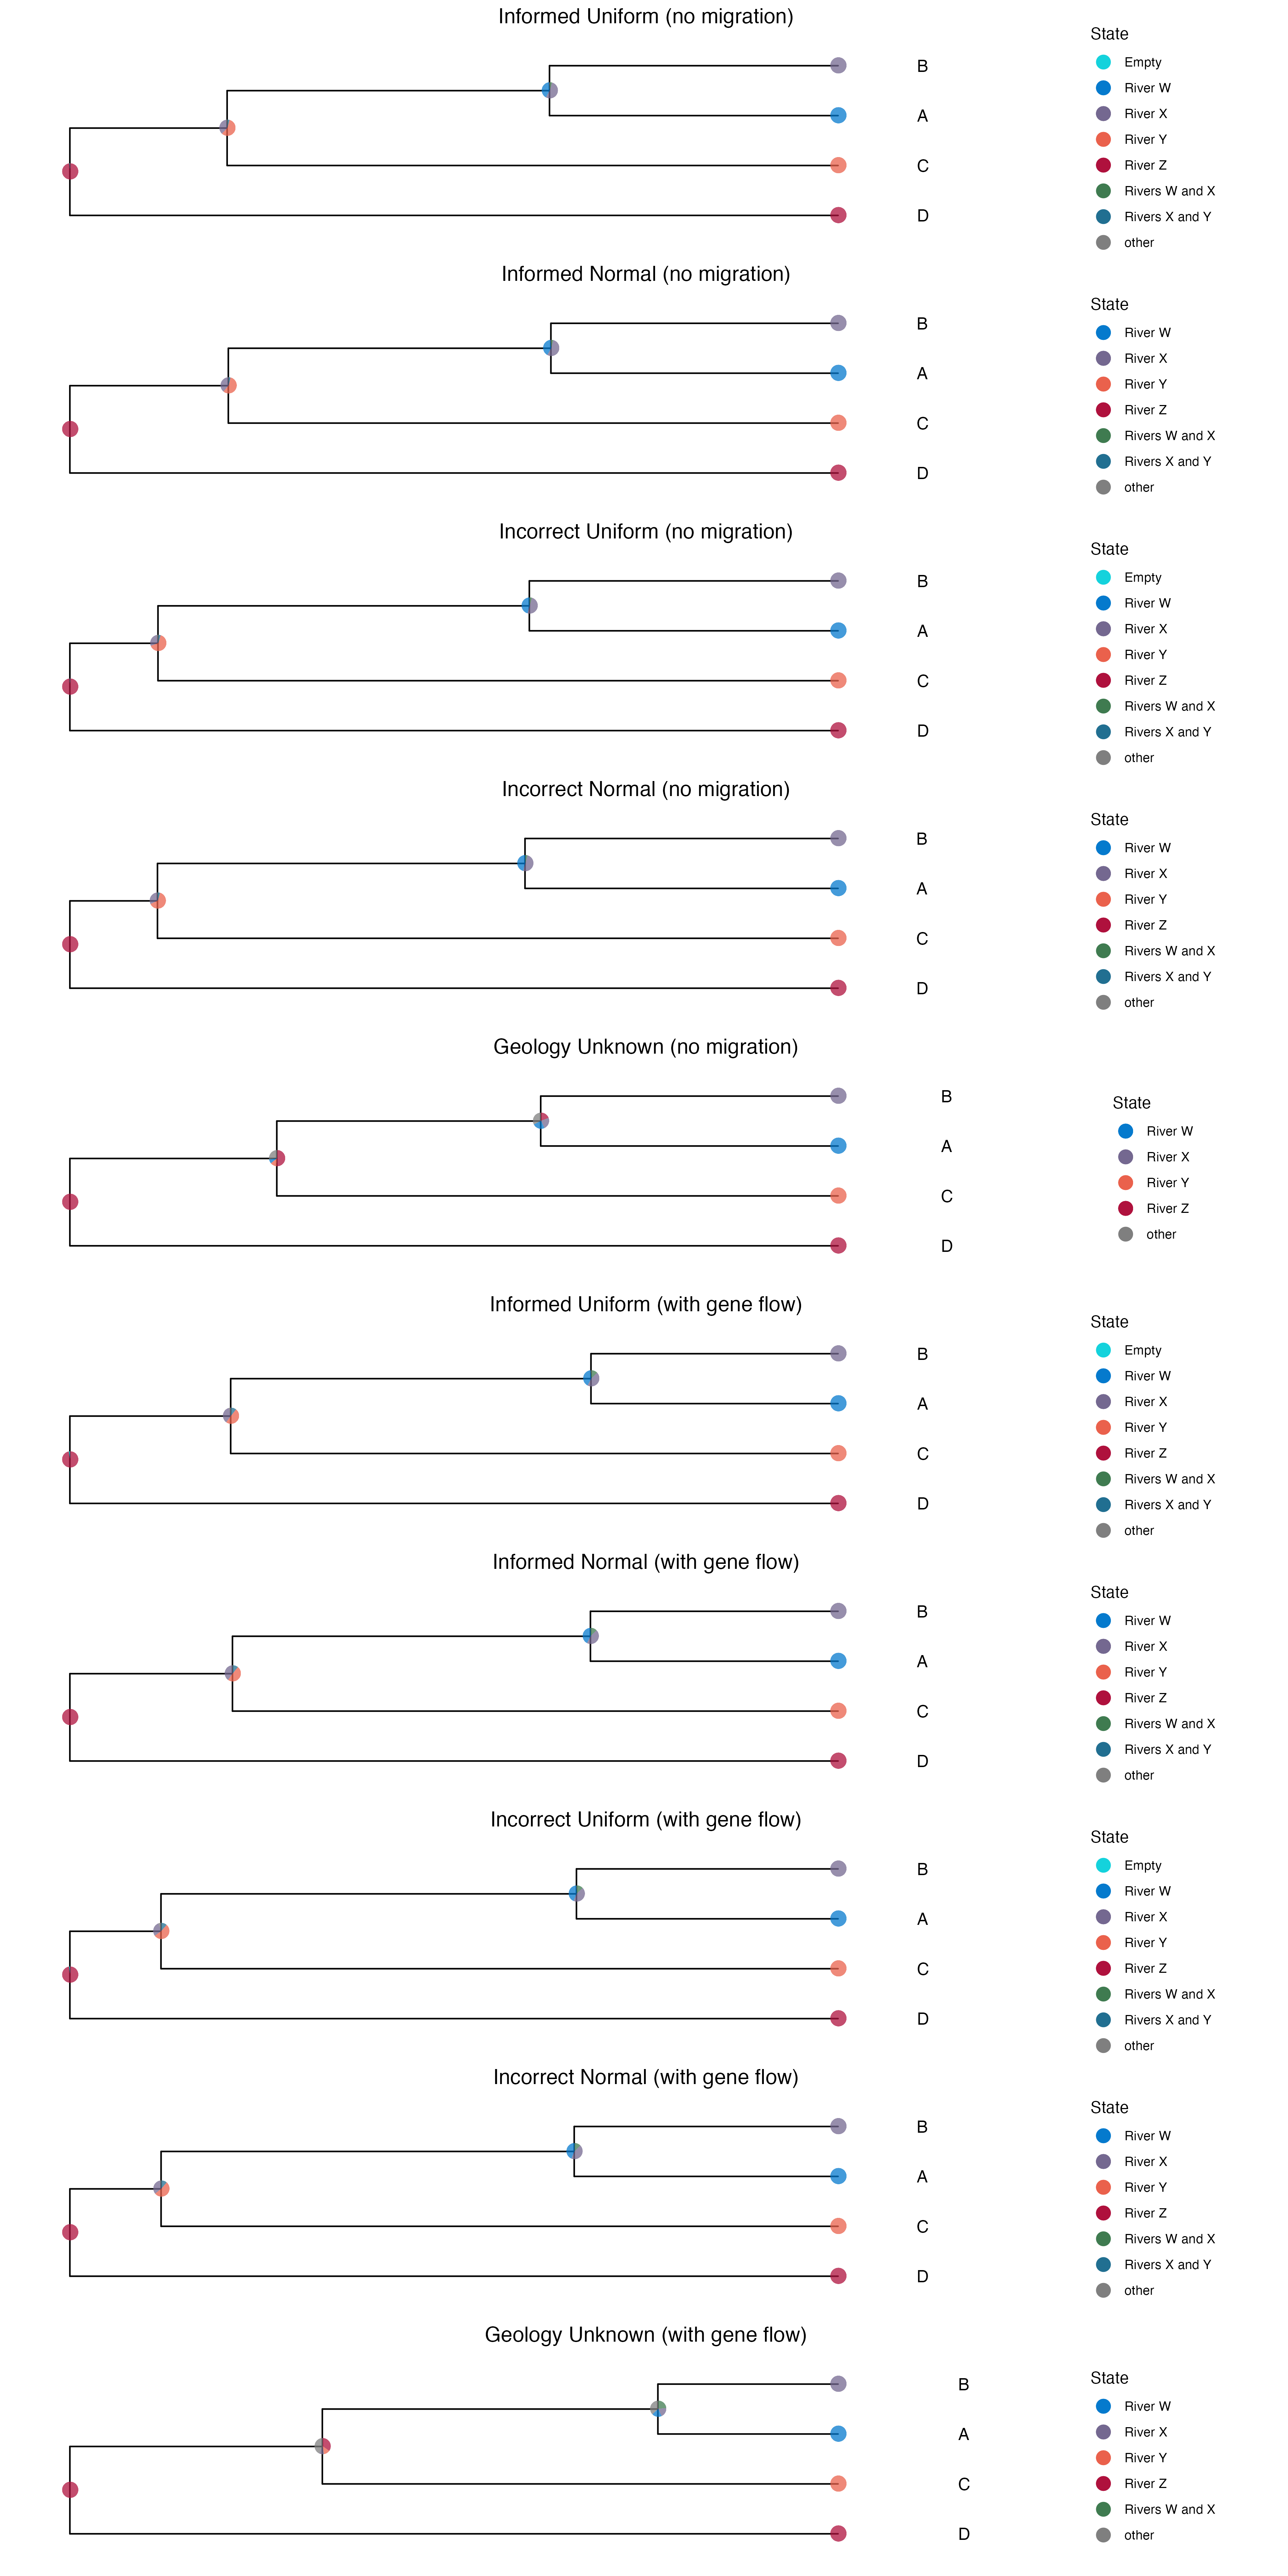 Informed Uniform (no migration)
B
A
C
D
State
Empty
River W
River X
River Y
River Z
Rivers W and X
Rivers X and Y
other
Informed Normal (no migration)
B
A
C
D
State
River W
River X
River Y
River Z
Rivers W and X
Rivers X and Y
other
Incorrect Uniform (no migration)
B
A
C
D
State
Empty
River W
River X
River Y
River Z
Rivers W and X
Rivers X and Y
other
Incorrect Normal (no migration)
B
A
C
D
State
River W
River X
River Y
River Z
Rivers W and X
Rivers X and Y
other
Geology Unknown (no migration)
B
A
C
D
State
River W
River X
River Y
River Z
other
Informed Uniform (with gene flow)
B
A
C
D
State
Empty
River W
River X
River Y
River Z
Rivers W and X
Rivers X and Y
other
Informed Normal (with gene flow)
B
A
C
D
State
River W
River X
River Y
River Z
Rivers W and X
Rivers X and Y
other
Incorrect Uniform (with gene flow)
B
A
C
D
State
Empty
River W
River X
River Y
River Z
Rivers W and X
Rivers X and Y
other
Incorrect Normal (with gene flow)
B
A
C
D
State
River W
River X
River Y
River Z
Rivers W and X
Rivers X and Y
other
Geology Unknown (with gene flow)
B
A
C
D
State
River W
River X
River Y
River Z
Rivers W and X
other